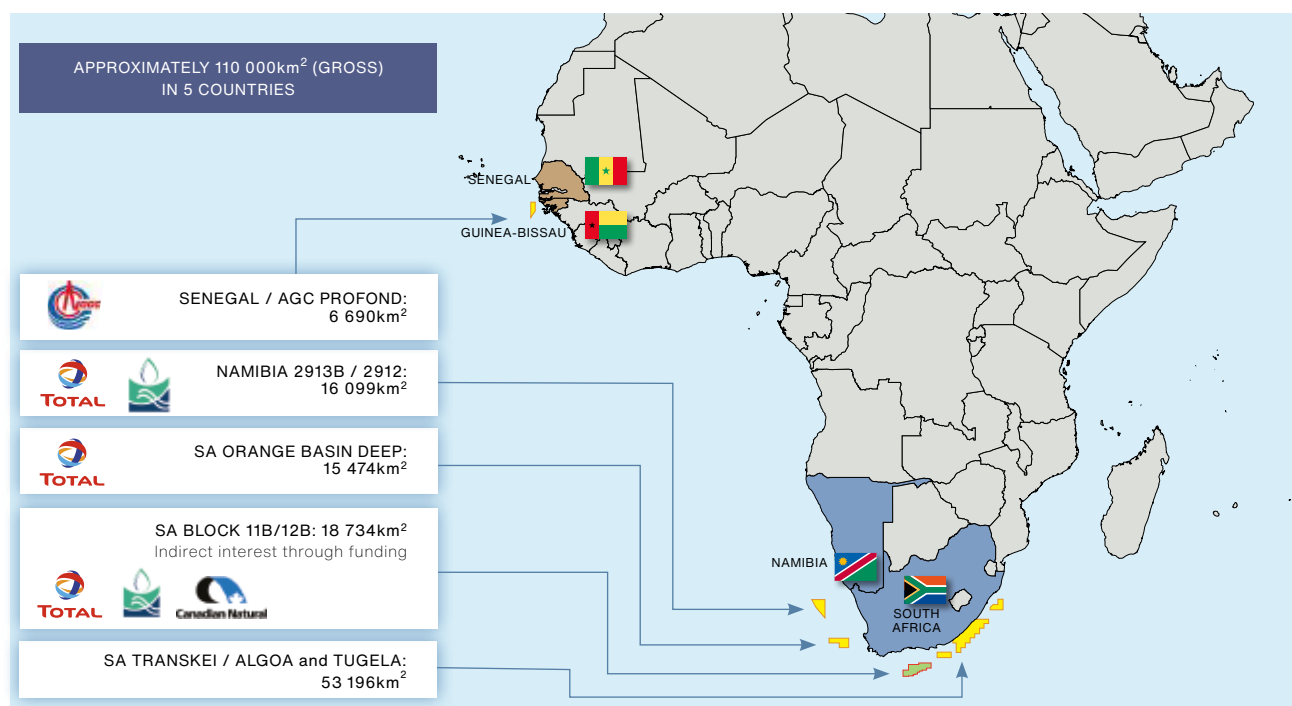 APPROXIMATELY 110 000km² (GROSS)
IN 5 COUNTRIES
SENEGAL
GUINEA-BISSAU
SENEGAL / AGC PROFOND:
6 690km²
TOTAL
NAMIBIA 2913B / 2912:
16 099km²
TOTAL
SA ORANGE BASIN DEEP:
15 474km²
SA BLOCK 11B/12B: 18 734km²
Indirect interest through funding
TOTAL
Canadian Natural
SA TRANSKEI / ALGOA and TUGELA:
53 196km²
NAMIBIA
SOUTH
AFRICA